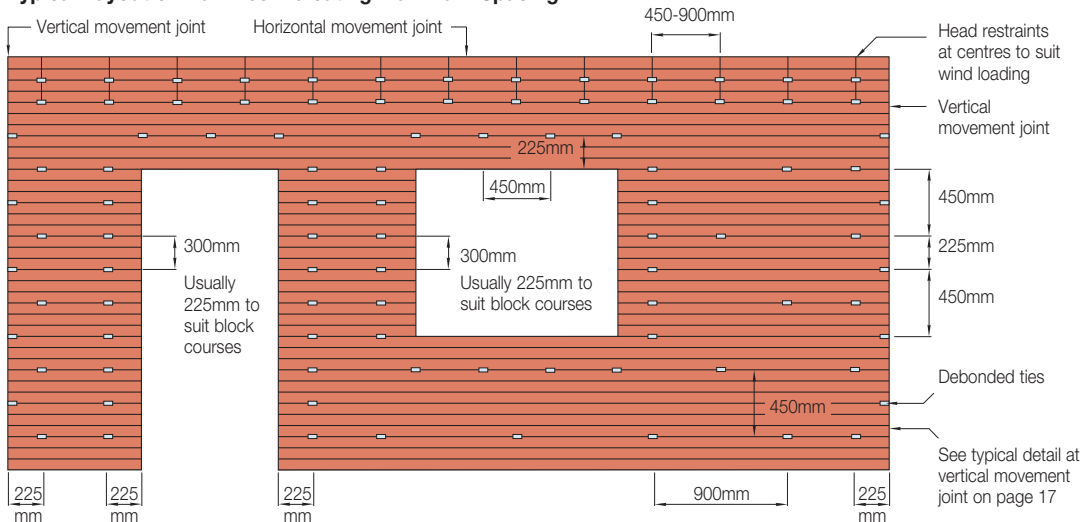 450-900mm
Vertical movement joint
Horizontal movement joint
Head restraints
at centres to suit
wind loading
Vertical
movement joint
225mm
450mm
450mm
300mm
300mm
225mm
Usually
225mm to
suit block
courses
Usually 225mm to
suit block courses
450mm
Debonded ties
450mm
See typical detail at
vertical movement
joint on page 17
225
mm
225
mm
225
mm
900mm
225
mm